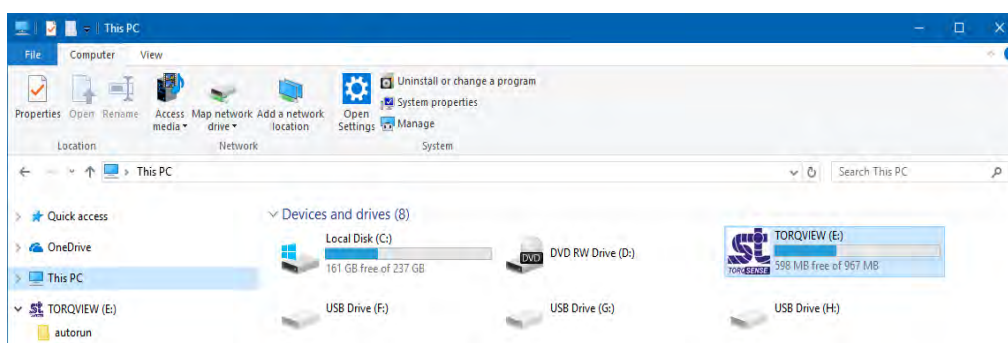 This PC
File Computer View
Properties Open Rename Access media Map network drive Add a network location Open Settings Uninstall or change a program
System properties
Manage
Location Network System
This PC
Search This PC
Quick access
OneDrive
This PC
TORQVIEW (E:)
autorun
Devices and drives (8)
Local Disk (C:)
161 GB free of 237 GB
DVD
DVD RW Drive (D:)
st
TORQSENSE
TORQVIEW (E:)
598 MB free of 967 MB
USB Drive (F:)
USB Drive (G:)
USB Drive (H:)